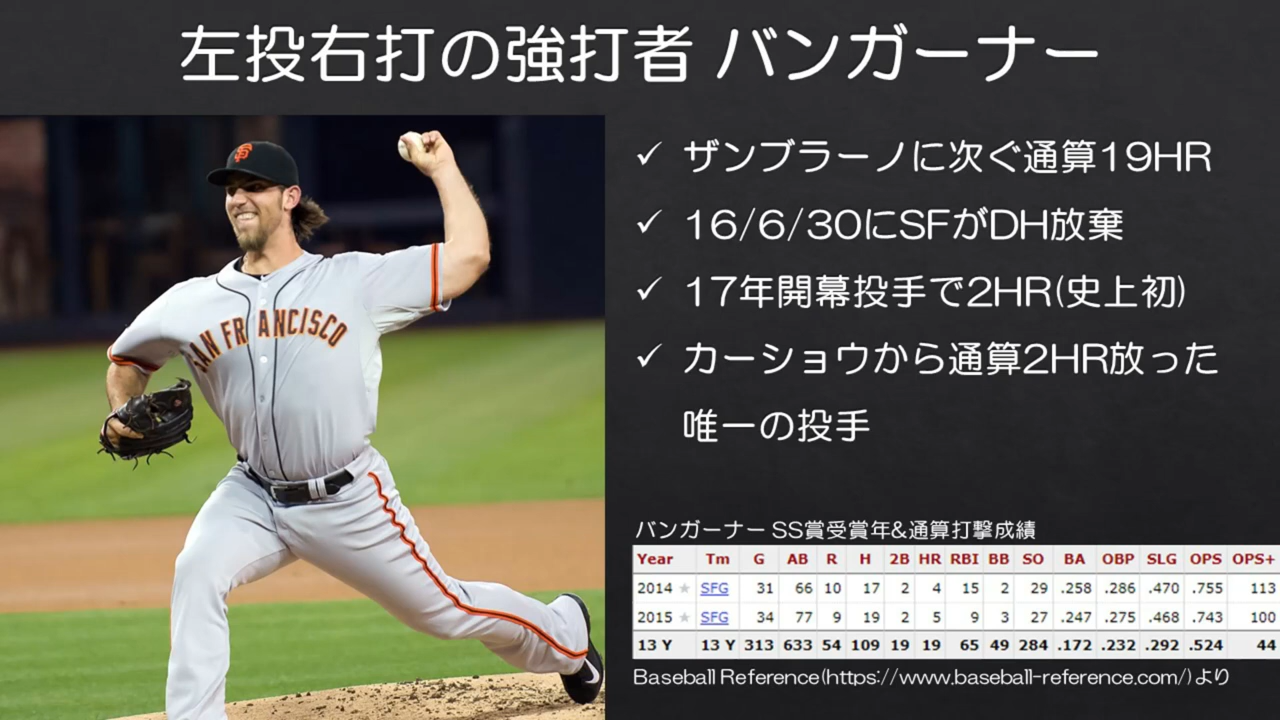 左投右打の強打者 バンガーナー
SF
SAN FRANCISCO
✓ ザンブラーノに次ぐ通算19HR
✓ 16/6/30にSFがDH放棄
✓ 17年開幕投手で2HR(史上初)
✓ カーショウから通算2HR放った
唯一の投手
バンガーナー SS賞受賞年&通算打撃成績
Year Tm G AB R H 2B HR RBI BB SO BA OBP SLG OPS OPS+
2014 ★ SFG 31 66 10 17 2 4 15 2 29 .258 .286 .470 .755 113
2015 ★ SFG 34 77 9 19 2 5 9 3 27 .247 .275 .468 .743 100
13 Y 13 Y 313 633 54 109 19 19 65 49 284 .172 .232 .292 .524 44
Baseball Reference(https://www.baseball-reference.com/)より